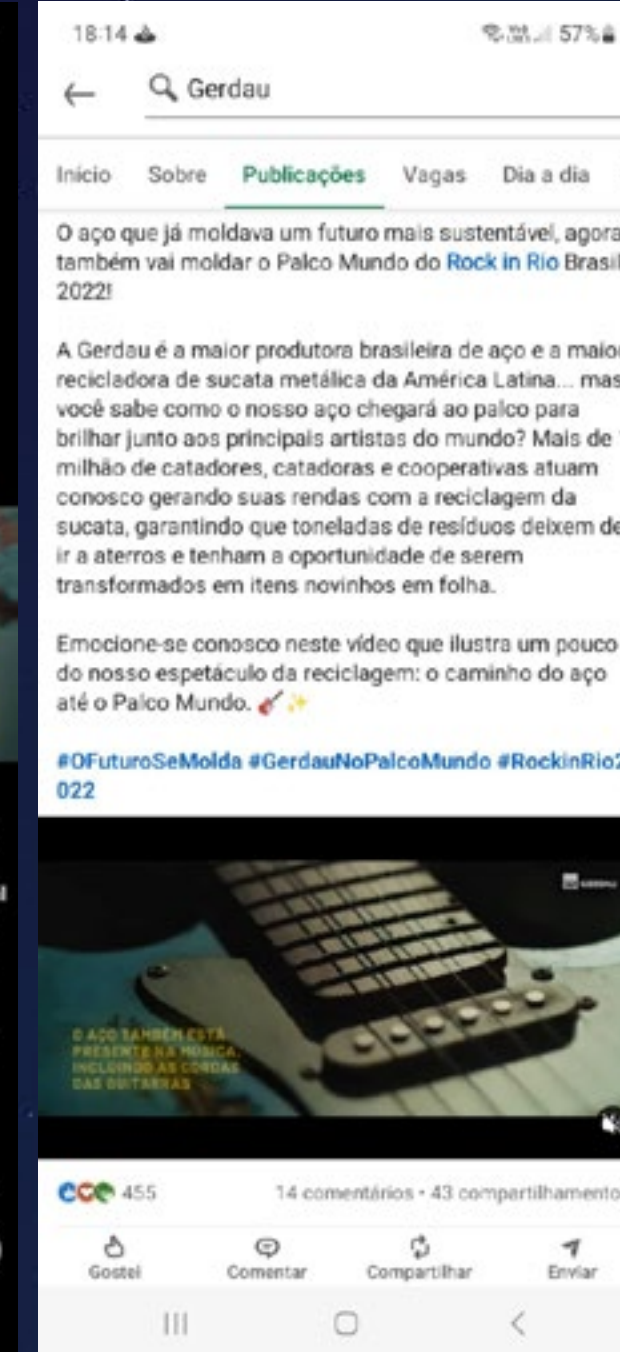 18:14
57%
Gerdau
Início Sobre Publicações Vagas Dia a dia
O aço que já moldava um futuro mais sustentável, agora
também vai moldar o Palco Mundo do Rock in Rio Brasil
2022!
A Gerdau é a maior produtora brasileira de aço e a maior
recicladora de sucata metálica da América Latina... mas
você sabe como o nosso aço chegará ao palco para
brilhar junto aos principais artistas do mundo? Mais de 1
milhão de catadores, catadoras e cooperativas atuam
conosco gerando suas rendas com a reciclagem da
sucata, garantindo que toneladas de resíduos deixem de
ir a aterros e tenham a oportunidade de serem
transformados em itens novinhos em folha.
Emocione-se conosco neste vídeo que ilustra um pouco
do nosso espetáculo da reciclagem: o caminho do aço
até o Palco Mundo.
#OFuturoSeMolda #GerdauNoPalcoMundo #RockinRio2
022
GERDAU
O AÇO TAMBÉM ESTÁ
PRESENTE NA MÚSICA,
INCLUINDO AS CORDAS
DAS GUITARRAS
455
14 comentários • 43 compartilhamento
Gostei Comentar Compartilhar Enviar